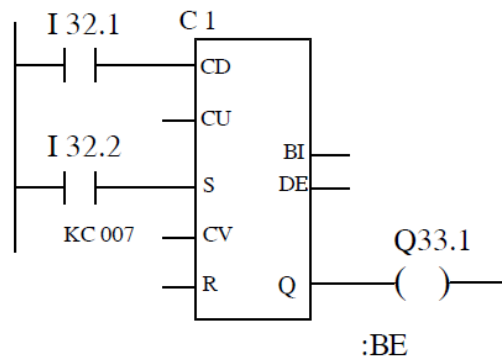 I 32.1 C 1
CD
CU
I 32.2
BI
S DE
KC 007 CV
Q33.1
R Q ( )
:BE